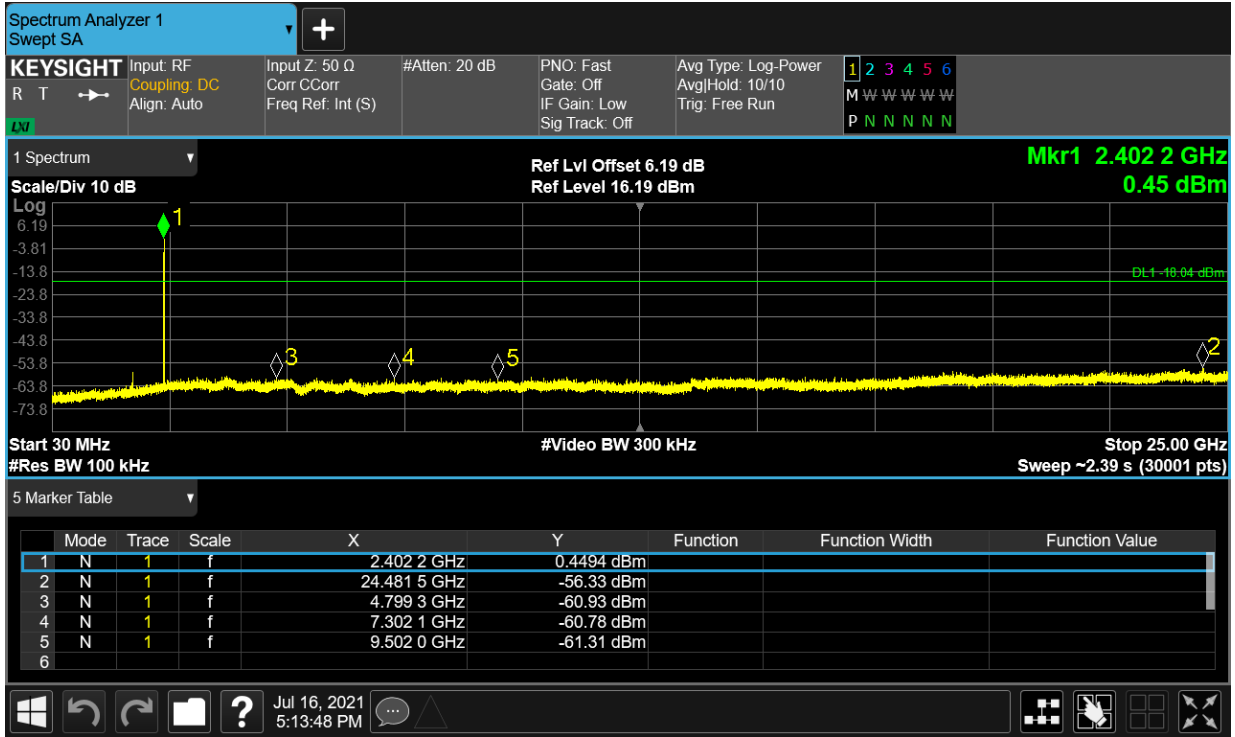 Spectrum Analyzer 1
Swept SA
KEYSIGHT
R T
LXI
Input: RF
Coupling: DC
Align: Auto
Input Z: 50 Ω
Corr CCorr
Freq Ref: Int (S)
#Atten: 20 dB
PNO: Fast
Gate: Off
IF Gain: Low
Sig Track: Off
Avg Type: Log-Power
Avg|Hold: 10/10
Trig: Free Run
1 2 3 4 5 6
M W W W W W
P N N N N N
1 Spectrum
Scale/Div 10 dB
Ref Lvl Offset 6.19 dB
Ref Level 16.19 dBm
Mkr1 2.402 2 GHz
0.45 dBm
Log
6.19
-3.81
-13.8
-23.8
-33.8
-43.8
-53.8
-63.8
-73.8
1
3
4
5
2
DL1 -18.04 dBm
Start 30 MHz
#Video BW 300 kHz
Stop 25.00 GHz
#Res BW 100 kHz
Sweep ~2.39 s (30001 pts)
5 Marker Table
Mode Trace Scale X Y Function Function Width Function Value
1 N 1 f 2.402 2 GHz 0.4494 dBm
2 N 1 f 24.481 5 GHz -56.33 dBm
3 N 1 f 4.799 3 GHz -60.93 dBm
4 N 1 f 7.302 1 GHz -60.78 dBm
5 N 1 f 9.502 0 GHz -61.31 dBm
6
?
Jul 16, 2021
5:13:48 PM